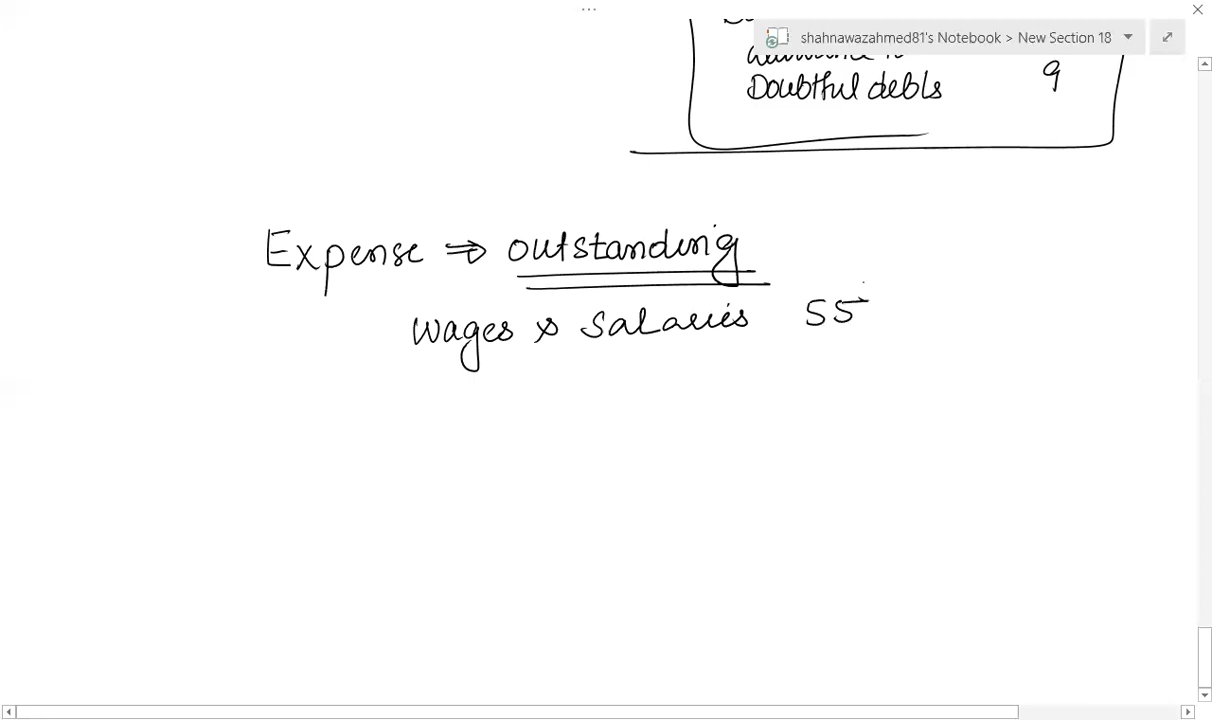 ...
shahnawazahmed81's Notebook > New Section 18
Doubtful debts 9
Expense ⇒ outstanding
wages & salaries 55